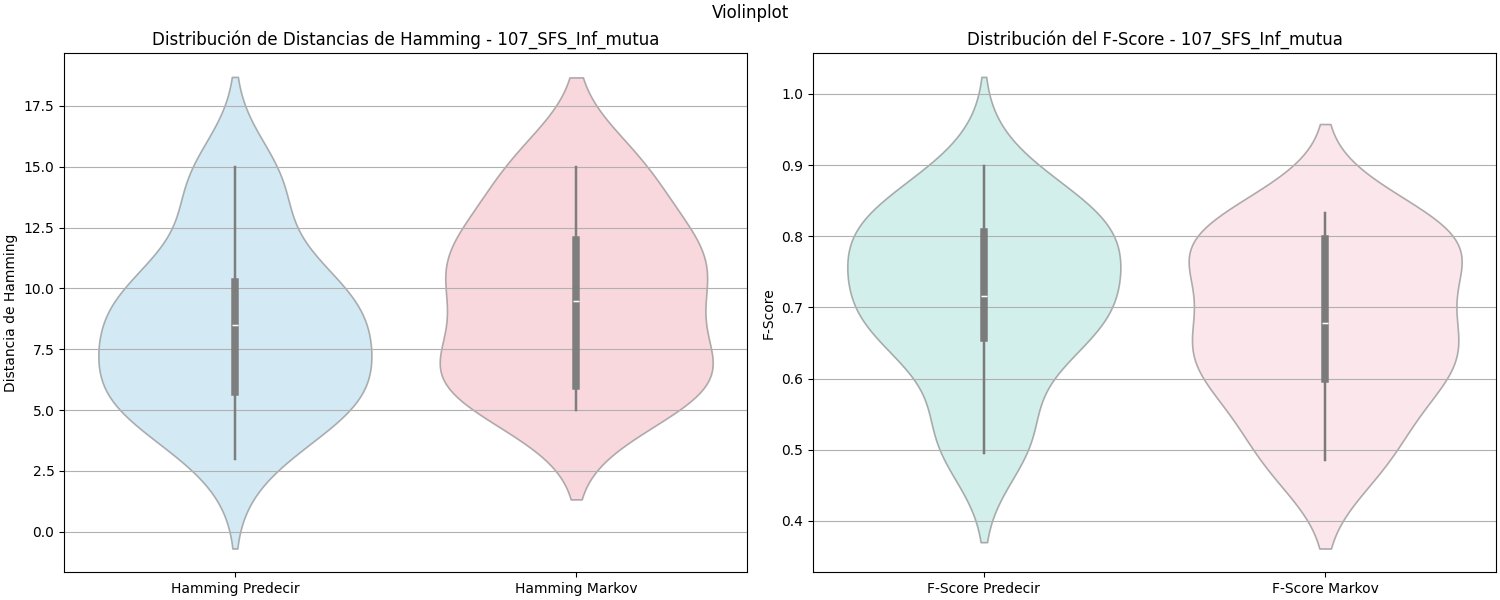 Violinplot
Distribución de Distancias de Hamming - 107_SFS_Inf_mutua
Distancia de Hamming
17.5
15.0
12.5
10.0
7.5
5.0
2.5
0.0
Hamming Predecir
Hamming Markov
Distribución del F-Score - 107_SFS_Inf_mutua
F-Score
1.0
0.9
0.8
0.7
0.6
0.5
0.4
F-Score Predecir
F-Score Markov